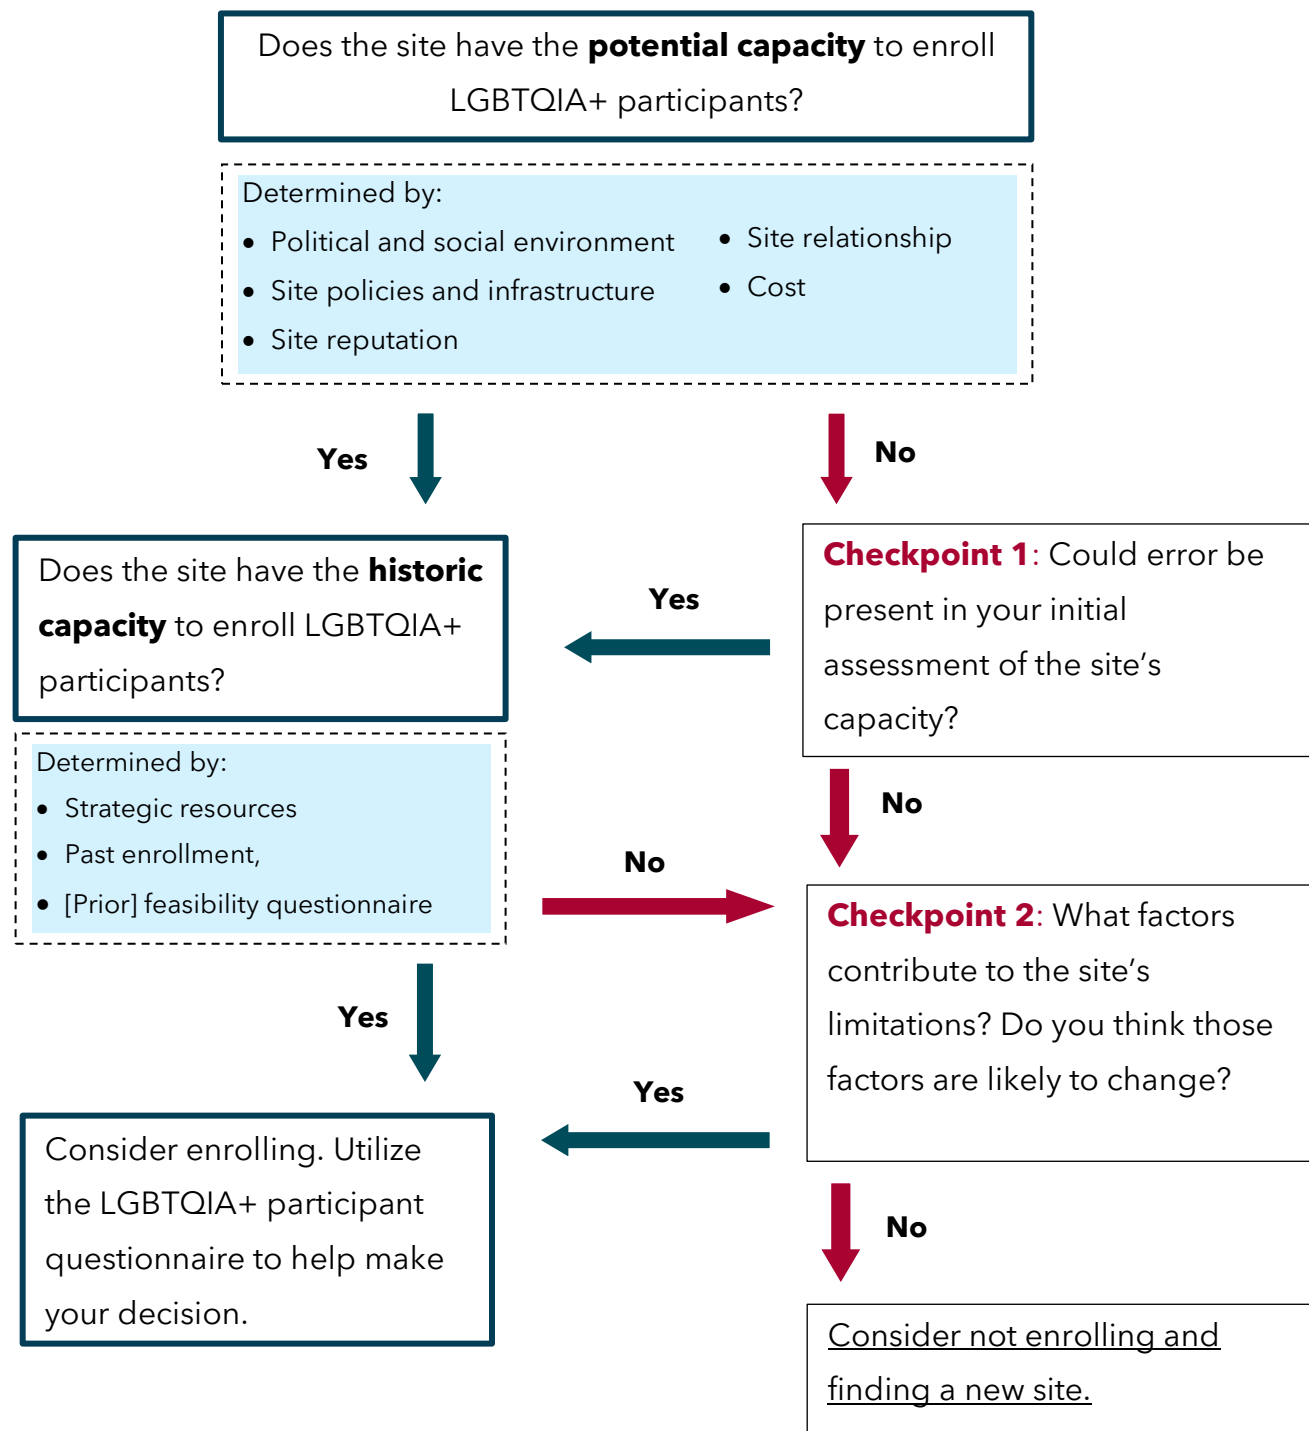 Does the site have the potential capacity to enroll
LGBTQIA+ participants?
Determined by:
• Political and social environment
• Site policies and infrastructure
• Site reputation
• Site relationship
• Cost
Yes
No
Does the site have the historic
capacity to enroll LGBTQIA+
participants?
Yes
Checkpoint 1: Could error be
present in your initial
assessment of the site's
capacity?
Determined by:
• Strategic resources
• Past enrollment,
• [Prior] feasibility questionnaire
No
No
Checkpoint 2: What factors
contribute to the site's
limitations? Do you think those
factors are likely to change?
Yes
Yes
Consider enrolling. Utilize
the LGBTQIA+ participant
questionnaire to help make
your decision.
No
Consider not enrolling and
finding a new site.